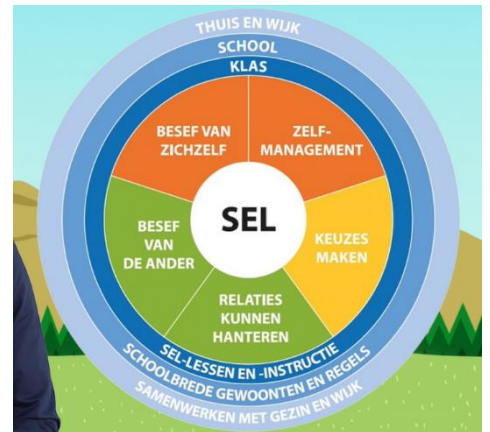 THUIS EN WIJK
SCHOOL
KLAS
BESEF VAN
ZICHZELF
ZELF-
MANAGEMENT
SEL
BESEF
VAN
DE ANDER
KEUZES
MAKEN
RELATIES
KUNNEN
HANTEREN
SEL-LESSEN EN -INSTRUCTIE
SCHOOLBREDE GEWOONTEN EN REGELS
SAMENWERKEN MET GEZIN EN WIJK